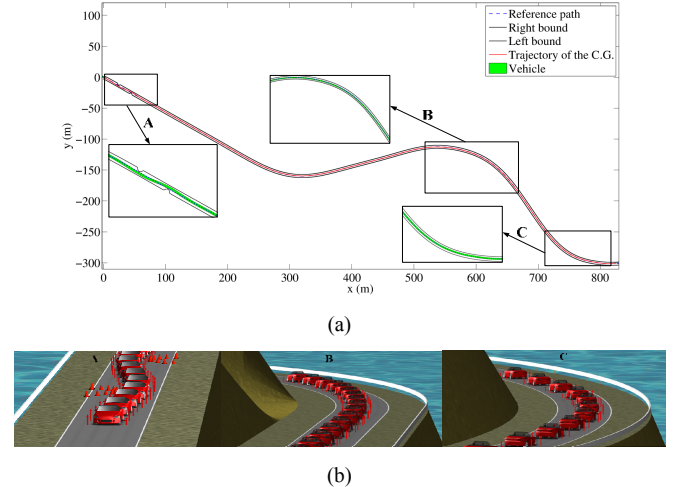 100
50
0
−50
−100
−150
−200
−250
−300
y (m)
0
100
200
300
400
500
600
700
800
x (m)
Reference path
Right bound
Left bound
Trajectory of the C.G.
Vehicle
A
B
C
(a)
A
B
C
(b)